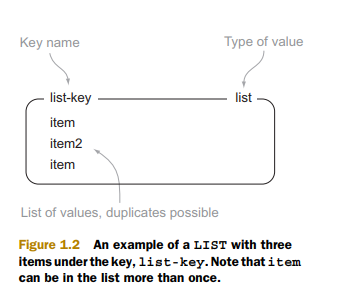 Key name
Type of value
list-key
list
item
item2
item
List of values, duplicates possible
Figure 1.2 An example of a LIST with three
items under the key, list-key. Note that item
can be in the list more than once.